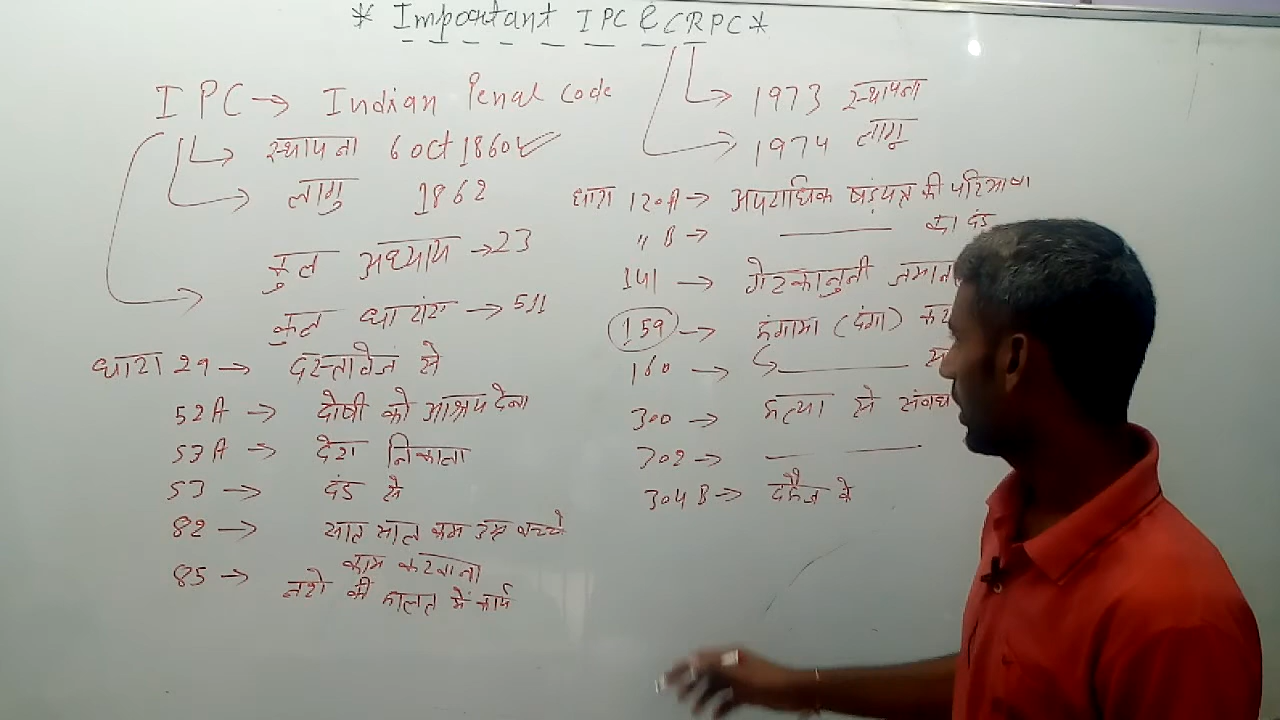 * Important IPC & CRPC *
IPC → Indian Penal Code
स्थापना 6 oct 1860
लागु 1862
कुल अध्याय → 23
कुल धाराएं → 511
धारा 29 → दस्तावेज से
52A → दोषी को आश्रय देना
53A → देश निकाला
53 → दंड से
82 → सात साल कम उम्र बच्चे
काम करवाना
85 → नशे की हालत में कार्य
1973 स्थापना
1974 लागू
धारा 120A → अपराधिक षड़यंत्र की परिभाषा
" B → का दंड
141 → गेरकानुनी जमाव
159 → हंगामा (दंगा)
160 →
300 → हत्या से संबंध
302 →
304 B → दहेज के